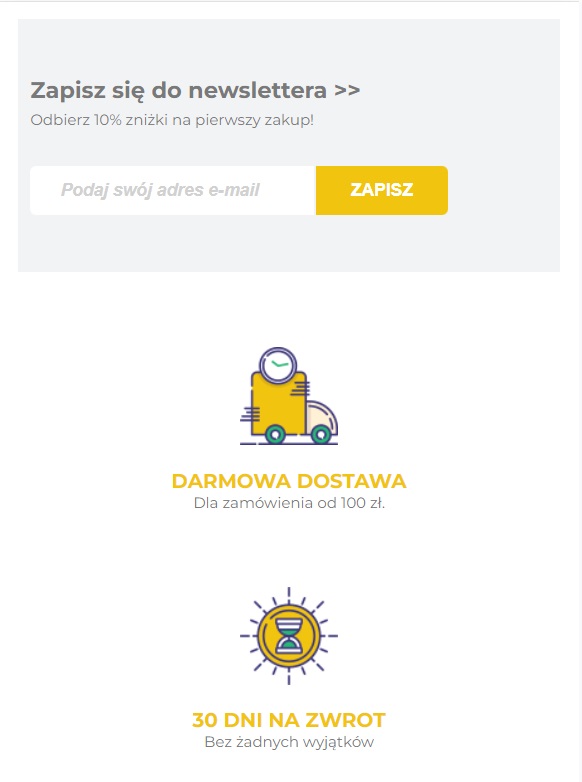 Zapisz się do newslettera >>
Odbierz 10% zniżki na pierwszy zakup!
Podaj swój adres e-mail
ZAPISZ
DARMOWA DOSTAWA
Dla zamówienia od 100 zł.
30 DNI NA ZWROT
Bez żadnych wyjątków